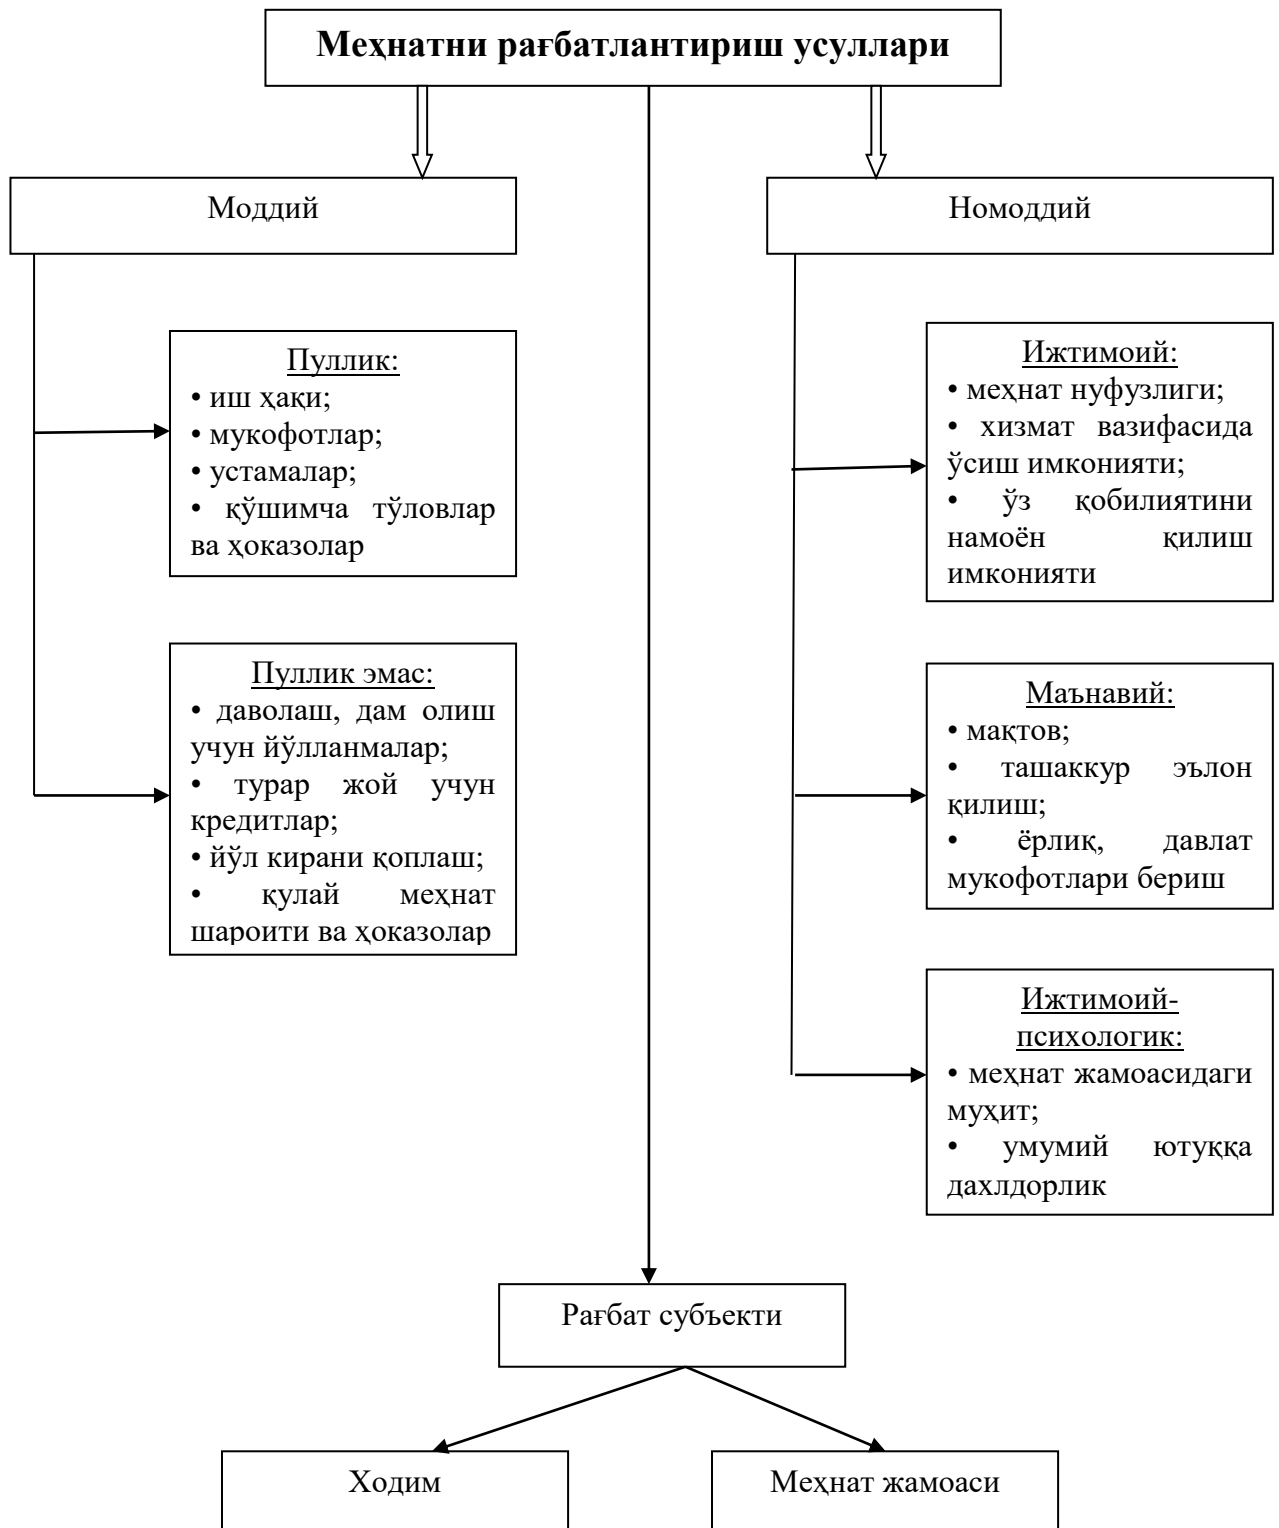 Меҳнатни рағбатлантириш усуллари
Моддий
Номоддий
Пуллик:
• иш ҳақи;
• мукофотлар;
• устамалар;
• қўшимча тўловлар
ва ҳоказолар
Пуллик эмас:
• даволаш, дам олиш
учун йўлланмалар;
• турар жой учун
кредитлар;
• йўл кирани қоплаш;
• қулай меҳнат
шароити ва ҳоказолар
Ижтимоий:
• меҳнат нуфузлиги;
• хизмат вазифасида
ўсиш имконияти;
• ўз қобилиятини
намоён қилиш
имконияти
Маънавий:
• мақтов;
• ташаккур эълон
қилиш;
• ёрлиқ, давлат
мукофотлари бериш
Ижтимоий-
психологик:
• меҳнат жамоасидаги
муҳит;
• умумий ютуққа
дахлдорлик
Рағбат субъекти
Ходим
Меҳнат жамоаси